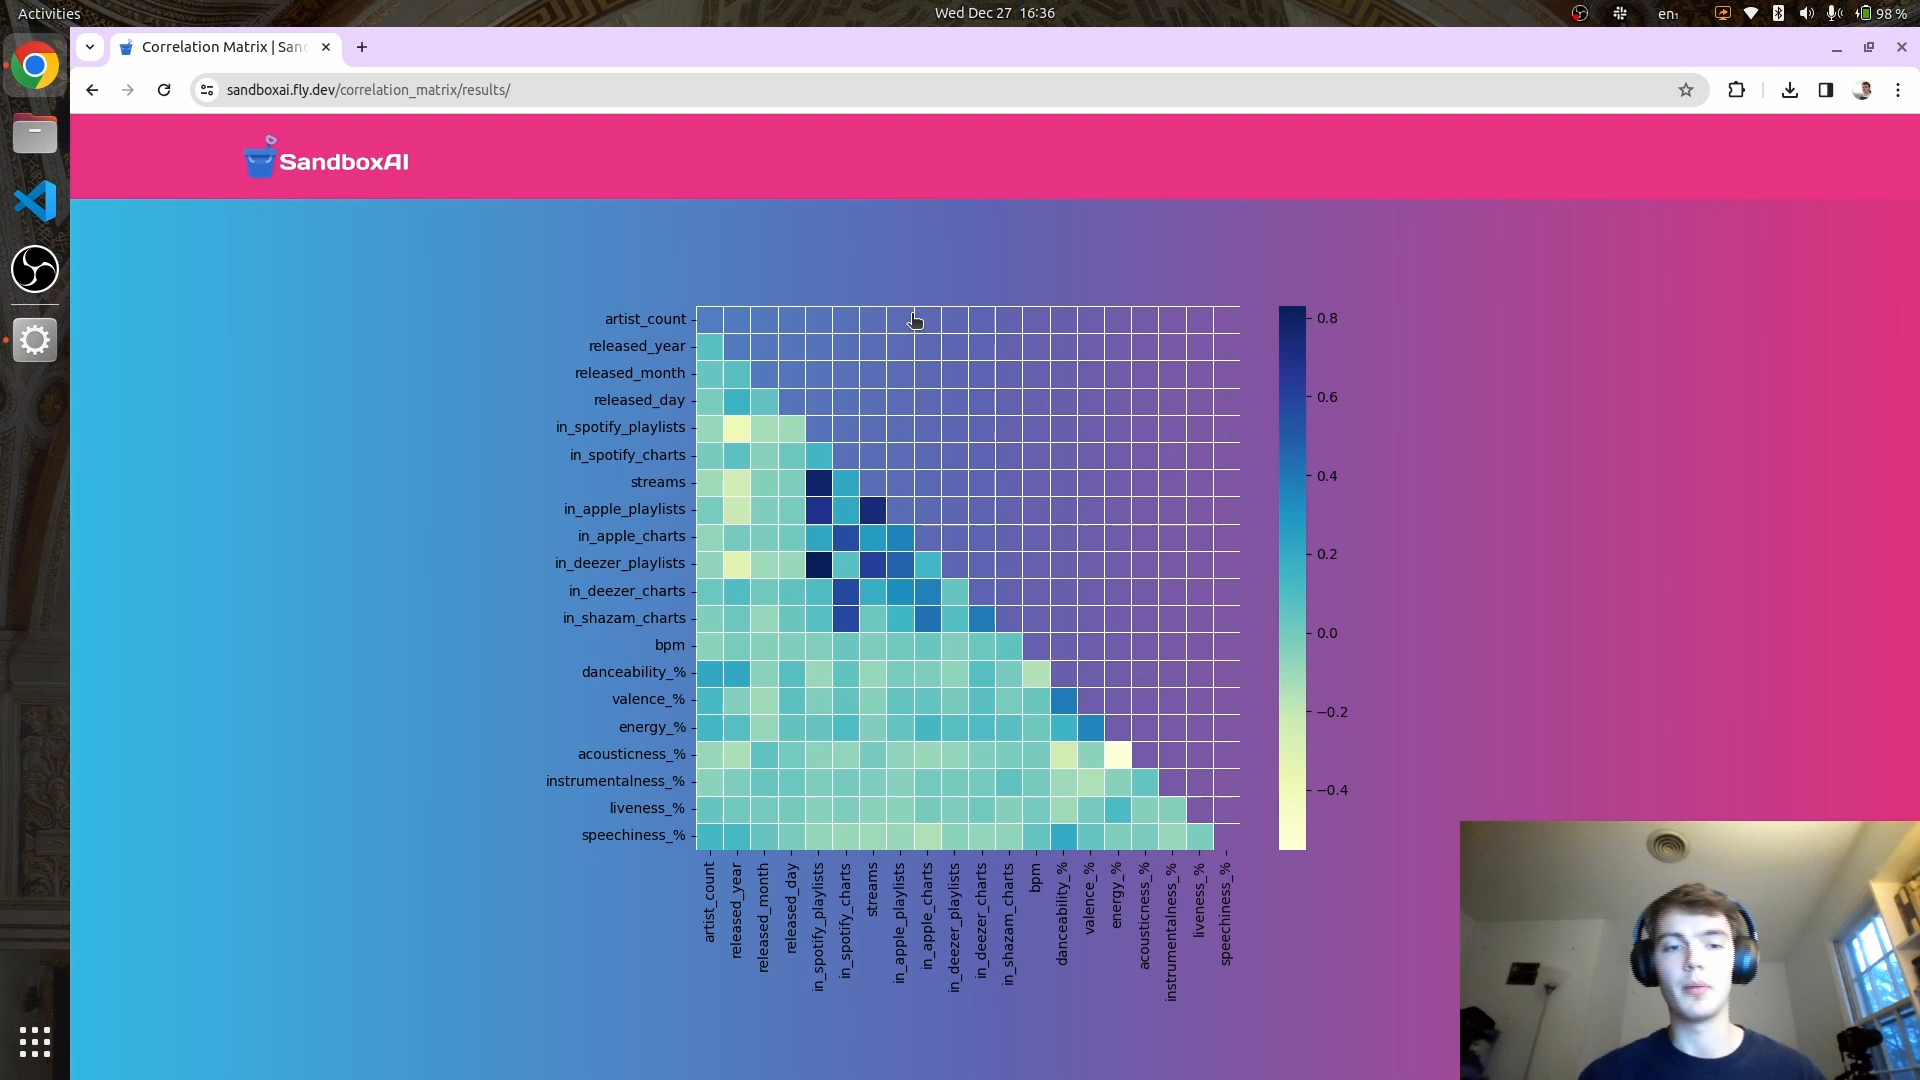 Activities
Wed Dec 27 16:36
en1
98 %
Correlation Matrix | Sand
sandboxai.fly.dev/correlation_matrix/results/
SandboxAI
artist_count
released_year
released_month
released_day
in_spotify_playlists
in_spotify_charts
streams
in_apple_playlists
in_apple_charts
in_deezer_playlists
in_deezer_charts
in_shazam_charts
bpm
danceability_%
valence_%
energy_%
acousticness_%
instrumentalness_%
liveness_%
speechiness_%
0.8
0.6
0.4
0.2
0.0
−0.2
−0.4
artist_count
released_year
released_month
released_day
in_spotify_playlists
in_spotify_charts
streams
in_apple_playlists
in_apple_charts
in_deezer_playlists
in_deezer_charts
in_shazam_charts
bpm
danceability_%
valence_%
energy_%
acousticness_%
instrumentalness_%
liveness_%
speechiness_%